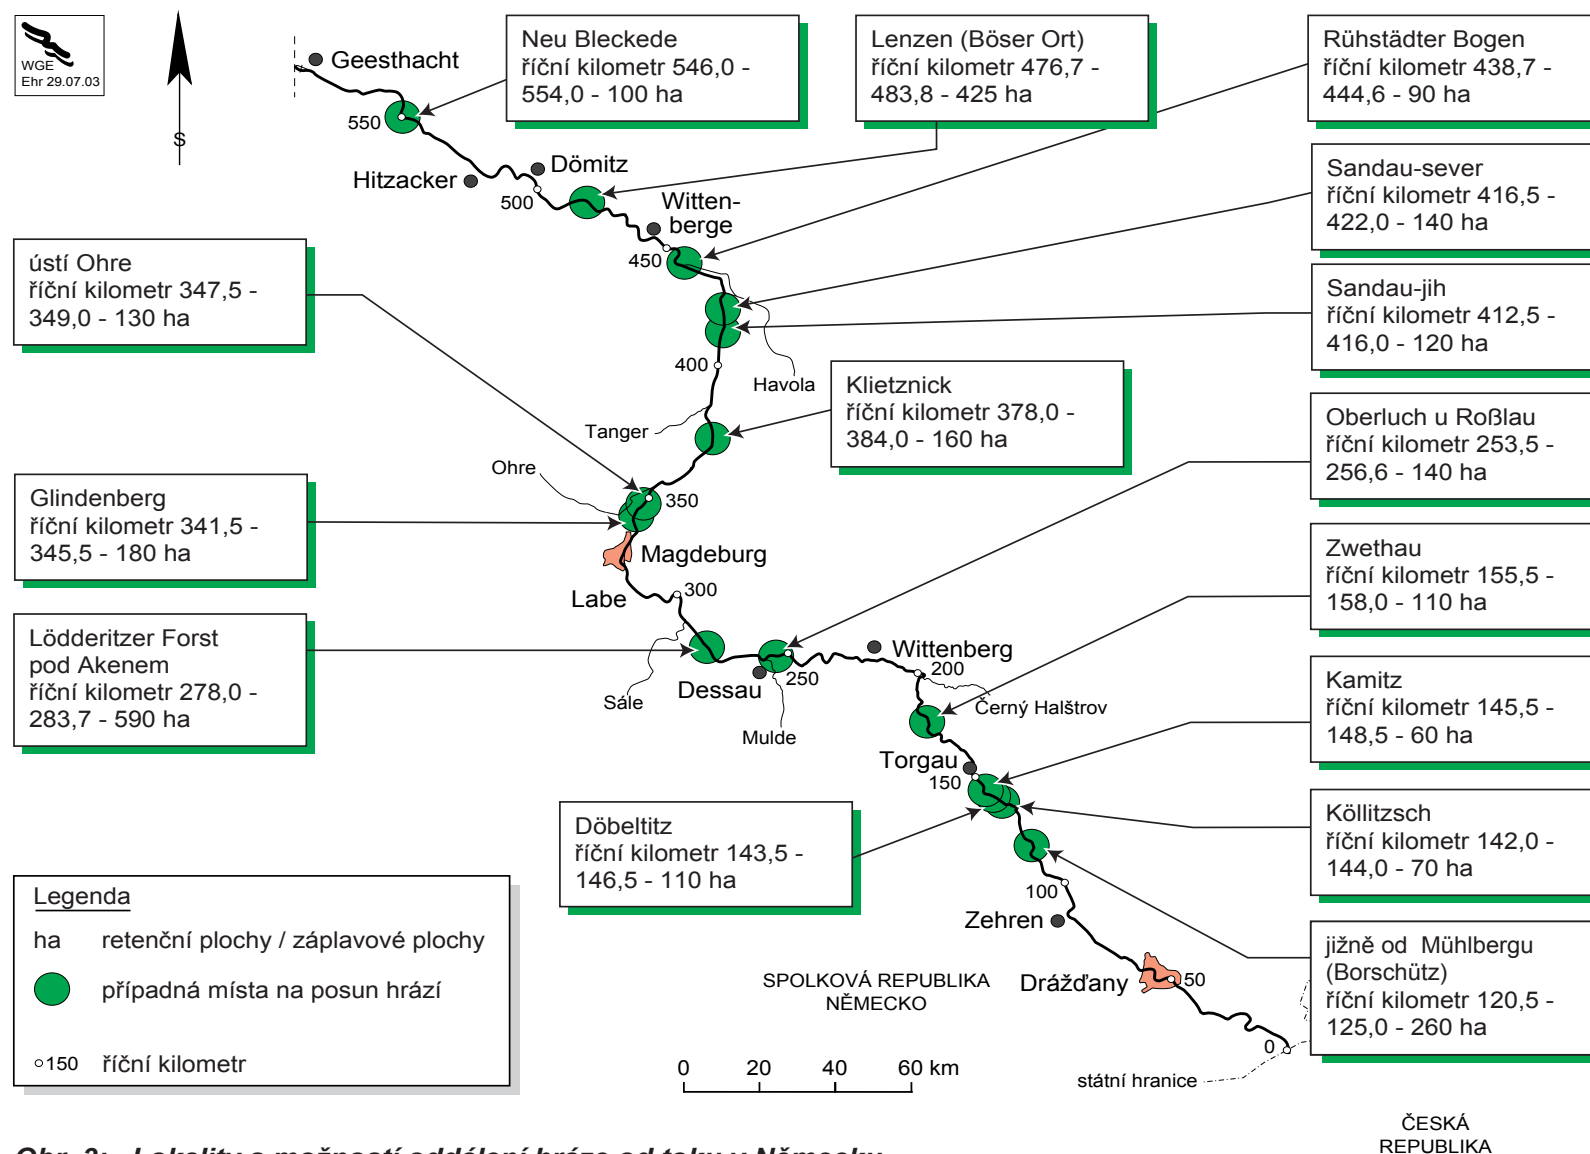 WGE
Ehr 29.07.03
S
Geesthacht
550
Neu Bleckede
říční kilometr 546,0 -
554,0 - 100 ha
Lenzen (Böser Ort)
říční kilometr 476,7 -
483,8 - 425 ha
Rühstädter Bogen
říční kilometr 438,7 -
444,6 - 90 ha
Hitzacker
Dömitz
500
Witten-
berge
450
Sandau-sever
říční kilometr 416,5 -
422,0 - 140 ha
ústí Ohre
říční kilometr 347,5 -
349,0 - 130 ha
Sandau-jih
říční kilometr 412,5 -
416,0 - 120 ha
400
Havola
Klietznick
říční kilometr 378,0 -
384,0 - 160 ha
Tanger
Oberluch u Roßlau
říční kilometr 253,5 -
256,6 - 140 ha
Ohre
350
Glindenberg
říční kilometr 341,5 -
345,5 - 180 ha
Magdeburg
Zwethau
říční kilometr 155,5 -
158,0 - 110 ha
Labe
300
Lödderitzer Forst
pod Akenem
říční kilometr 278,0 -
283,7 - 590 ha
Wittenberg
200
250
Dessau
Sále
Mulde
Černý Halštrov
Kamitz
říční kilometr 145,5 -
148,5 - 60 ha
Torgau
150
Döbeltitz
říční kilometr 143,5 -
146,5 - 110 ha
Köllitzsch
říční kilometr 142,0 -
144,0 - 70 ha
100
Zehren
Legenda
ha retenční plochy / záplavové plochy
případná místa na posun hrází
150 říční kilometr
jižně od Mühlbergu
(Borschütz)
říční kilometr 120,5 -
125,0 - 260 ha
SPOLKOVÁ REPUBLIKA
NĚMECKO
Drážďany
50
0
0 20 40 60 km
státní hranice
ČESKÁ
REPUBLIKA
Obr. 3: Lokality s možností oddálení hráze od toku v Německu